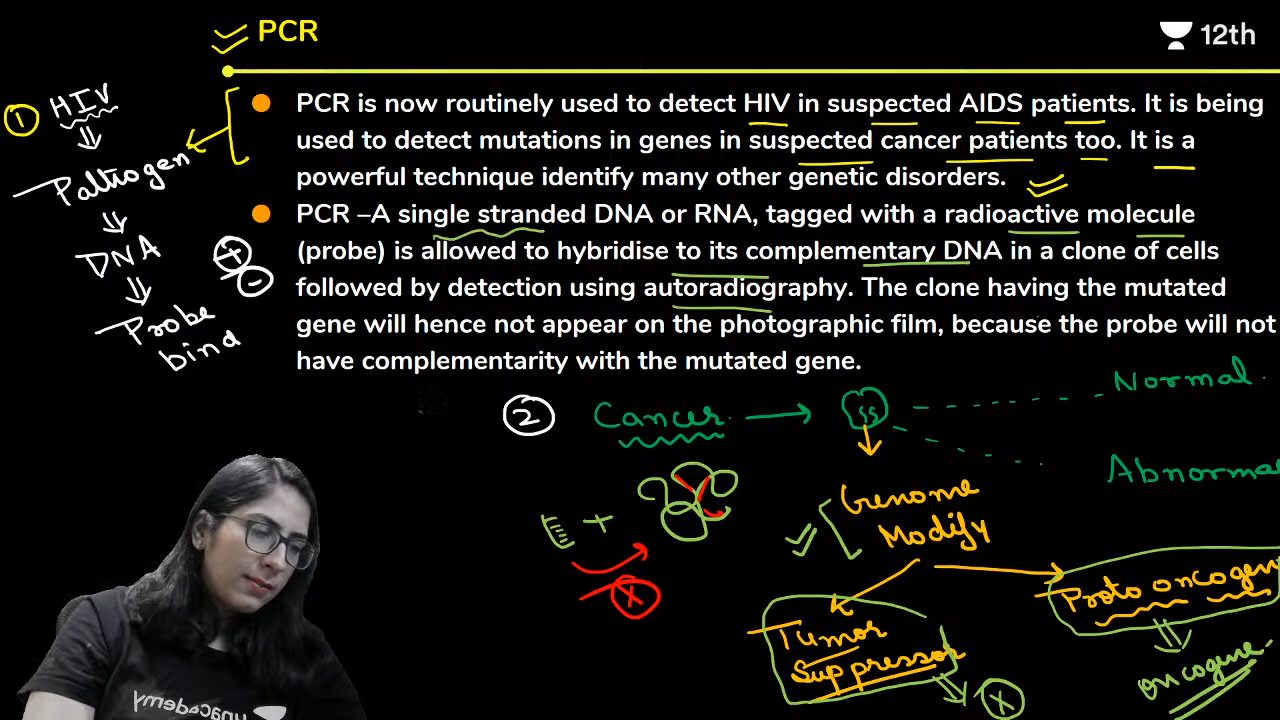 PCR
12th
PCR is now routinely used to detect HIV in suspected AIDS patients. It is being
used to detect mutations in genes in suspected cancer patients too. It is a
powerful technique identify many other genetic disorders.
PCR –A single stranded DNA or RNA, tagged with a radioactive molecule
(probe) is allowed to hybridise to its complementary DNA in a clone of cells
followed by detection using autoradiography. The clone having the mutated
gene will hence not appear on the photographic film, because the probe will not
have complementarity with the mutated gene.
1 HIV
Pathogen
DNA
+
-
Probe
bind
2 Cancer
Normal
Abnormal
Genome
Modify
Tumor
Suppressor
X
Proto oncogen
oncogene
+
X
unacademy